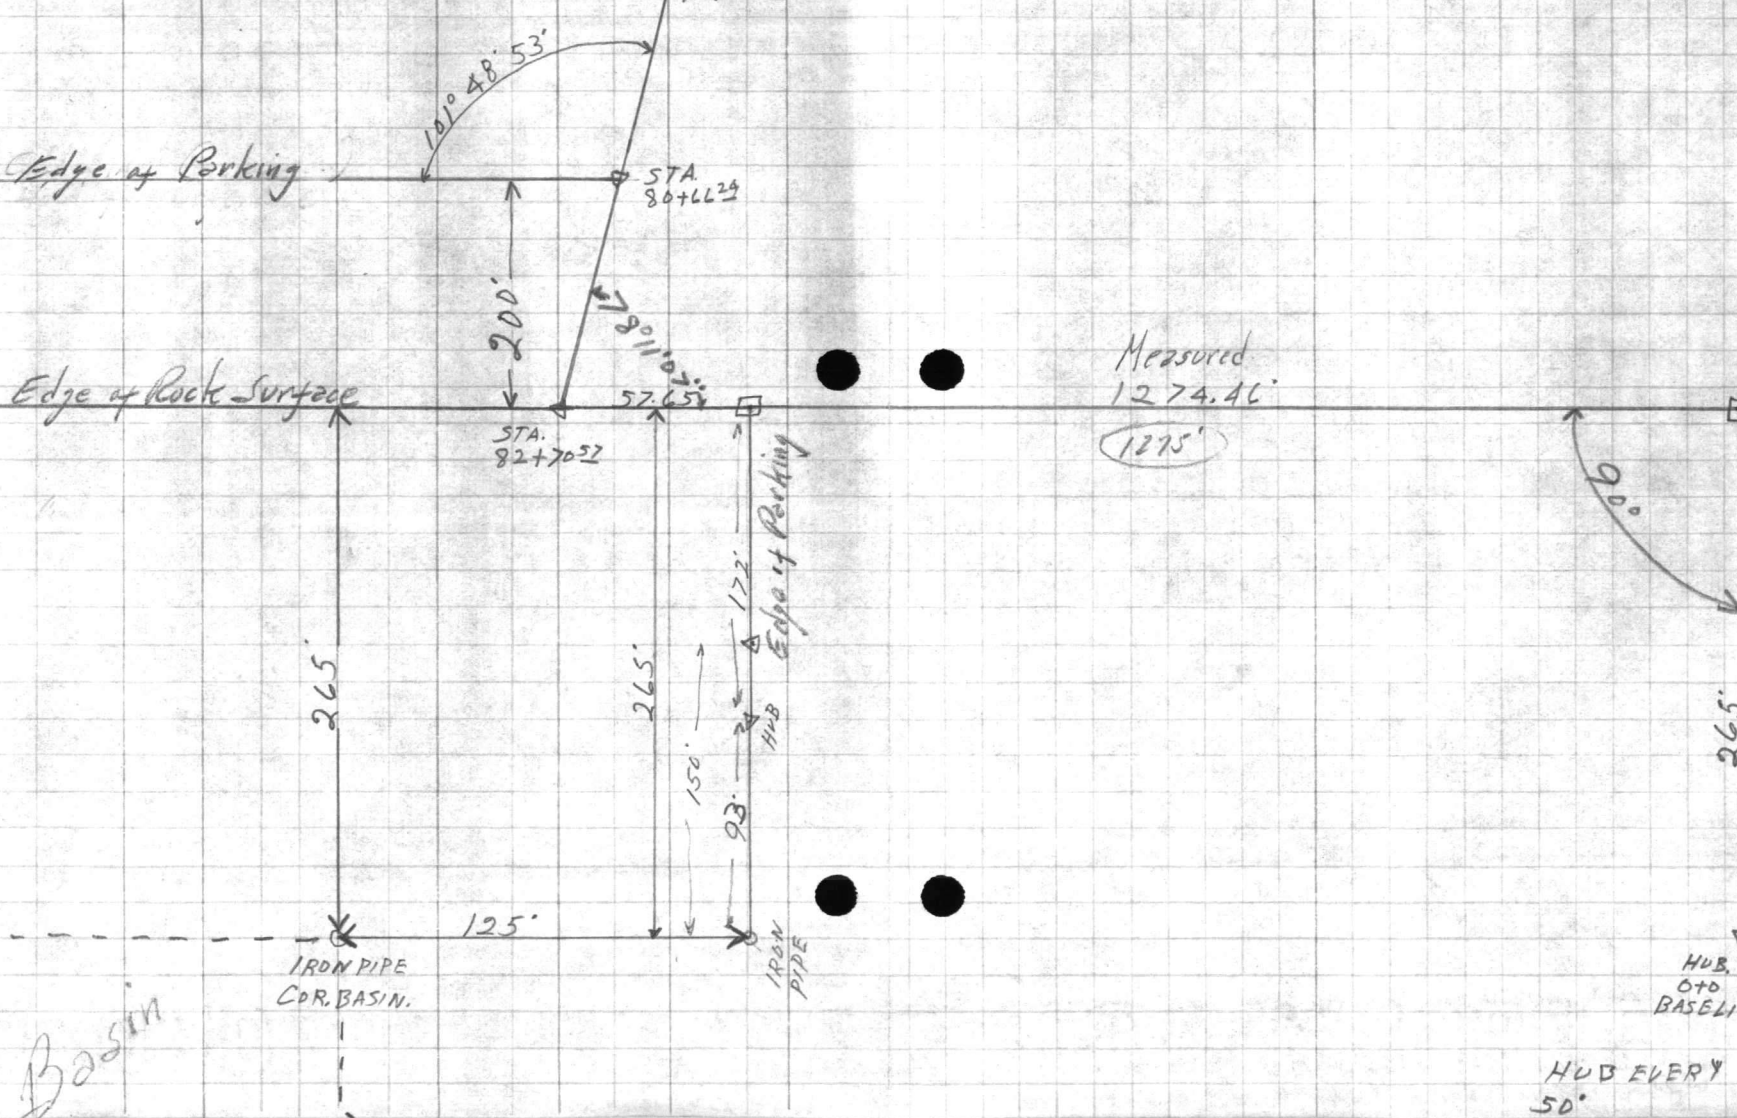 101° 48' 53"
Edge of Parking
STA.
80+66 24
200'
78° 11' 07"
Measured
1274.46'
Edge of Rock Surface
57.65'
1275'
STA.
82+70 57
90°
Edge of Parking
172'
265'
265'
265'
HUB
150'
93'
125'
IRON PIPE
COR. BASIN.
IRON
PIPE
HUB.
0+0
BASELI
Basin
HUB EVERY
50'